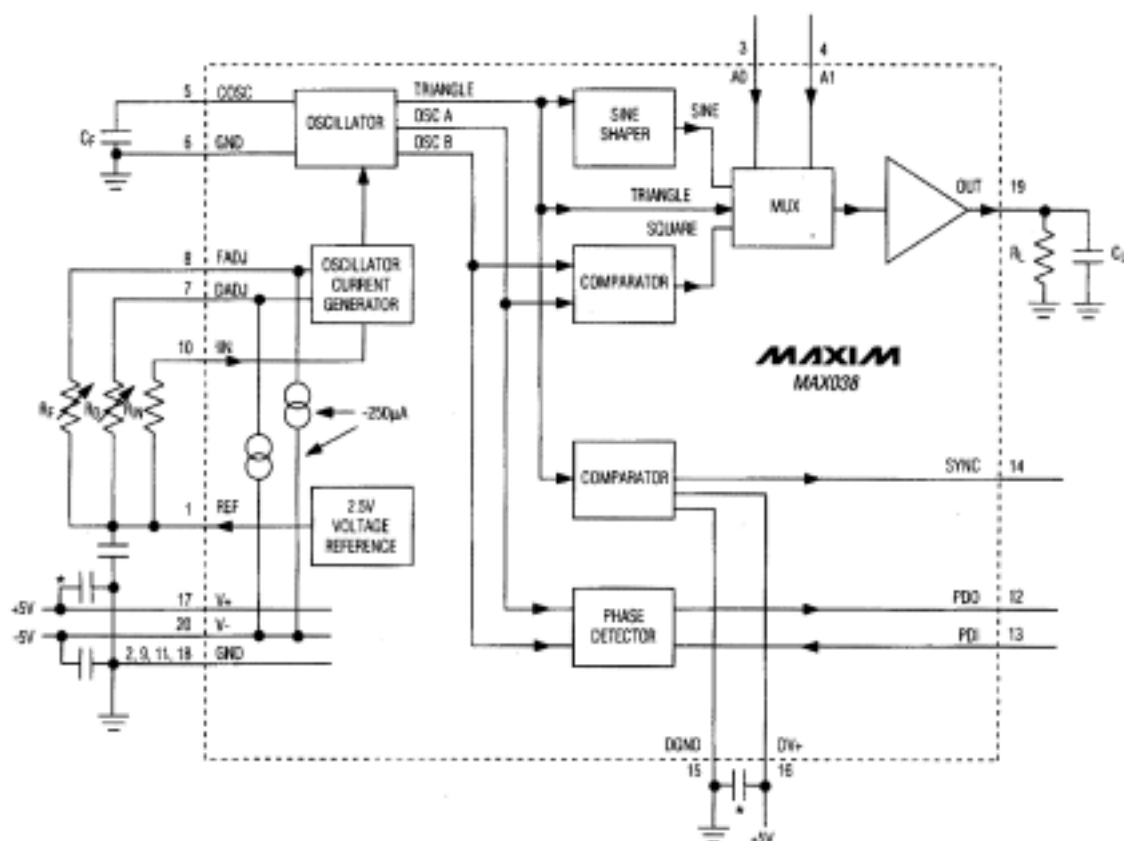 3 4
A0 A1
5 COSC
TRIANGLE
OSC A
OSC B
OSCILLATOR
SINE
SHAPER
SINE
CF
6 GND
TRIANGLE
SQUARE
MUX
OUT 19
RL
8 FADJ
7 DADJ
OSCILLATOR
CURRENT
GENERATOR
COMPARATOR
MAXIM
MAX038
10 IIN
RF RD RIN
~250µA
COMPARATOR
SYNC 14
1 REF
2.5V
VOLTAGE
REFERENCE
*
+5V 17 V+
-5V 20 V-
2, 9, 11, 18 GND
PHASE
DETECTOR
PDO 12
PDI 13
DGND DV+
15 16
*
+5V